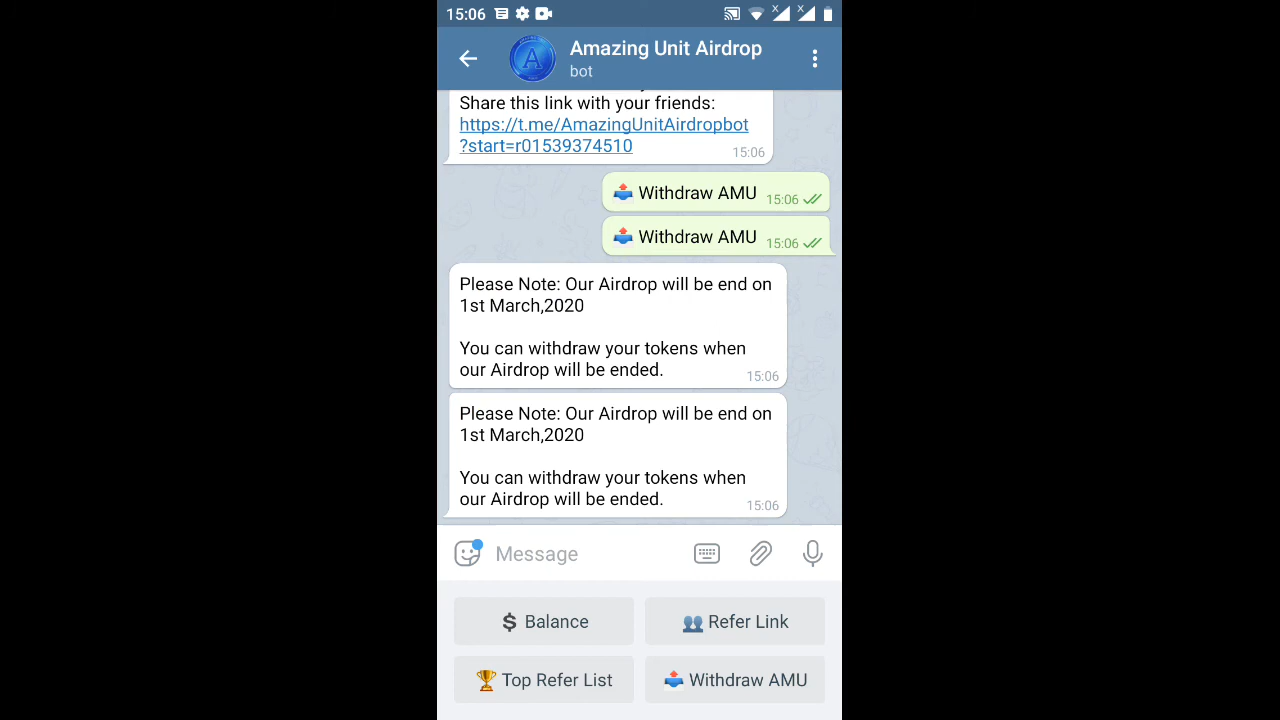 15:06
Amazing Unit Airdrop
bot
Share this link with your friends:
https://t.me/AmazingUnitAirdropbot
?start=r01539374510
15:06
Withdraw AMU 15:06
Withdraw AMU 15:06
Please Note: Our Airdrop will be end on
1st March,2020
You can withdraw your tokens when
our Airdrop will be ended.
15:06
Please Note: Our Airdrop will be end on
1st March,2020
You can withdraw your tokens when
our Airdrop will be ended.
15:06
Message
$ Balance
Refer Link
Top Refer List
Withdraw AMU